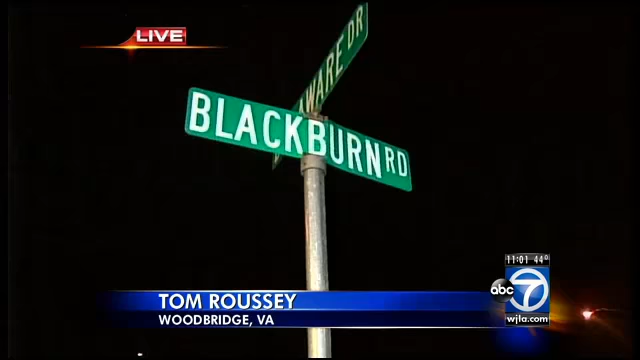 LIVE
AWARE DR
BLACKBURN RD
11:01 44°
abc 7
wjla.com
TOM ROUSSEY
WOODBRIDGE, VA